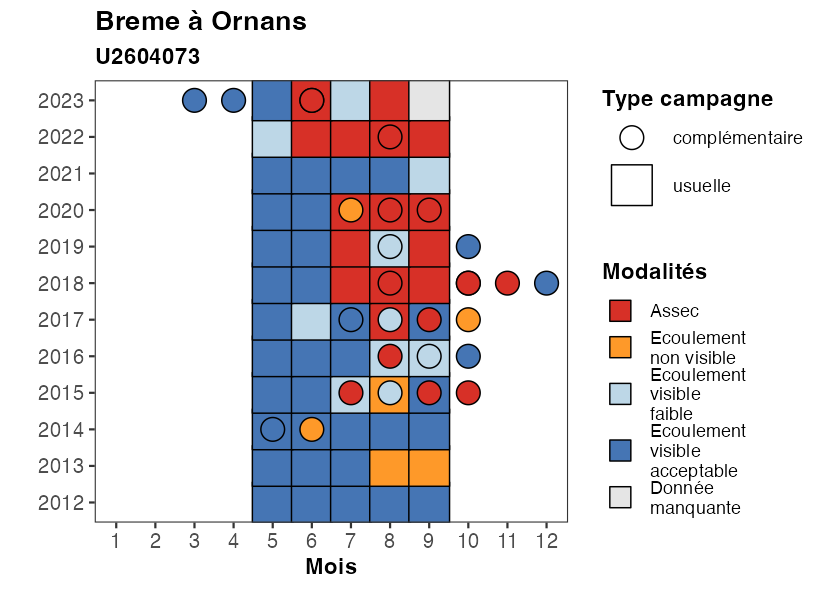 Breme à Ornans
U2604073
2023
2022
2021
2020
2019
2018
2017
2016
2015
2014
2013
2012
1 2 3 4 5 6 7 8 9 10 11 12
Mois
Type campagne
complémentaire
usuelle
Modalités
Assec
Ecoulement
non visible
Ecoulement
visible
faible
Ecoulement
visible
acceptable
Donnée
manquante